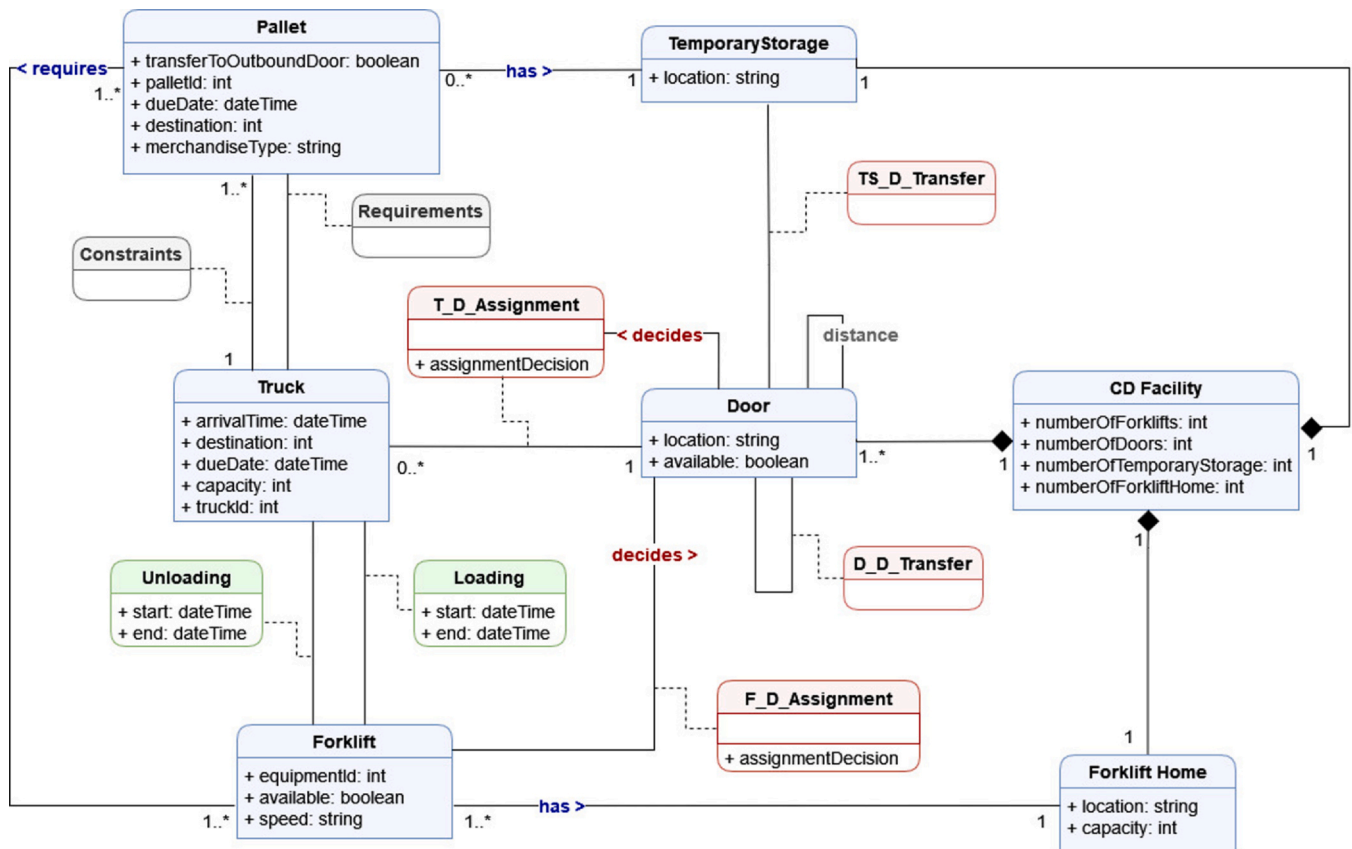 Pallet
+ transferToOutboundDoor: boolean
+ palletId: int
+ dueDate: dateTime
+ destination: int
+ merchandiseType: string
< requires
1..*
0..*
has >
1
TemporaryStorage
+ location: string
1
1..*
Requirements
Constraints
TS_D_Transfer
T_D_Assignment
+ assignmentDecision
< decides
distance
1
Truck
+ arrivalTime: dateTime
+ destination: int
+ dueDate: dateTime
+ capacity: int
+ truckId: int
0..*
1
Door
+ location: string
+ available: boolean
1..*
1
CD Facility
+ numberOfForklifts: int
+ numberOfDoors: int
+ numberOfTemporaryStorage: int
+ numberOfForkliftHome: int
1
1
Unloading
+ start: dateTime
+ end: dateTime
Loading
+ start: dateTime
+ end: dateTime
decides >
D_D_Transfer
F_D_Assignment
+ assignmentDecision
Forklift
+ equipmentId: int
+ available: boolean
+ speed: string
1..*
1..*
has >
1
1
Forklift Home
+ location: string
+ capacity: int